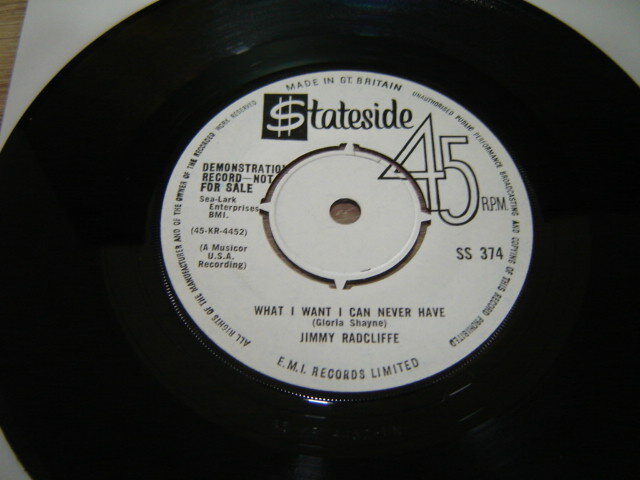 MADE IN GT. BRITAIN
UNAUTHORISED PUBLIC PERFORMANCE BROADCASTING AND COPYING OF THIS RECORD PROHIBITED
ALL RIGHTS OF THE MANUFACTURER AND OF THE OWNER OF THE RECORDED WORK RESERVED
$tateside
45
R.P.M.
DEMONSTRATION
RECORD—NOT
FOR SALE
Sea-Lark
Enterprises
BMI.
(45-KR-4452)
(A Musicor
U.S.A.
Recording)
SS 374
WHAT I WANT I CAN NEVER HAVE
(Gloria Shayne)
JIMMY RADCLIFFE
E.M.I. RECORDS LIMITED